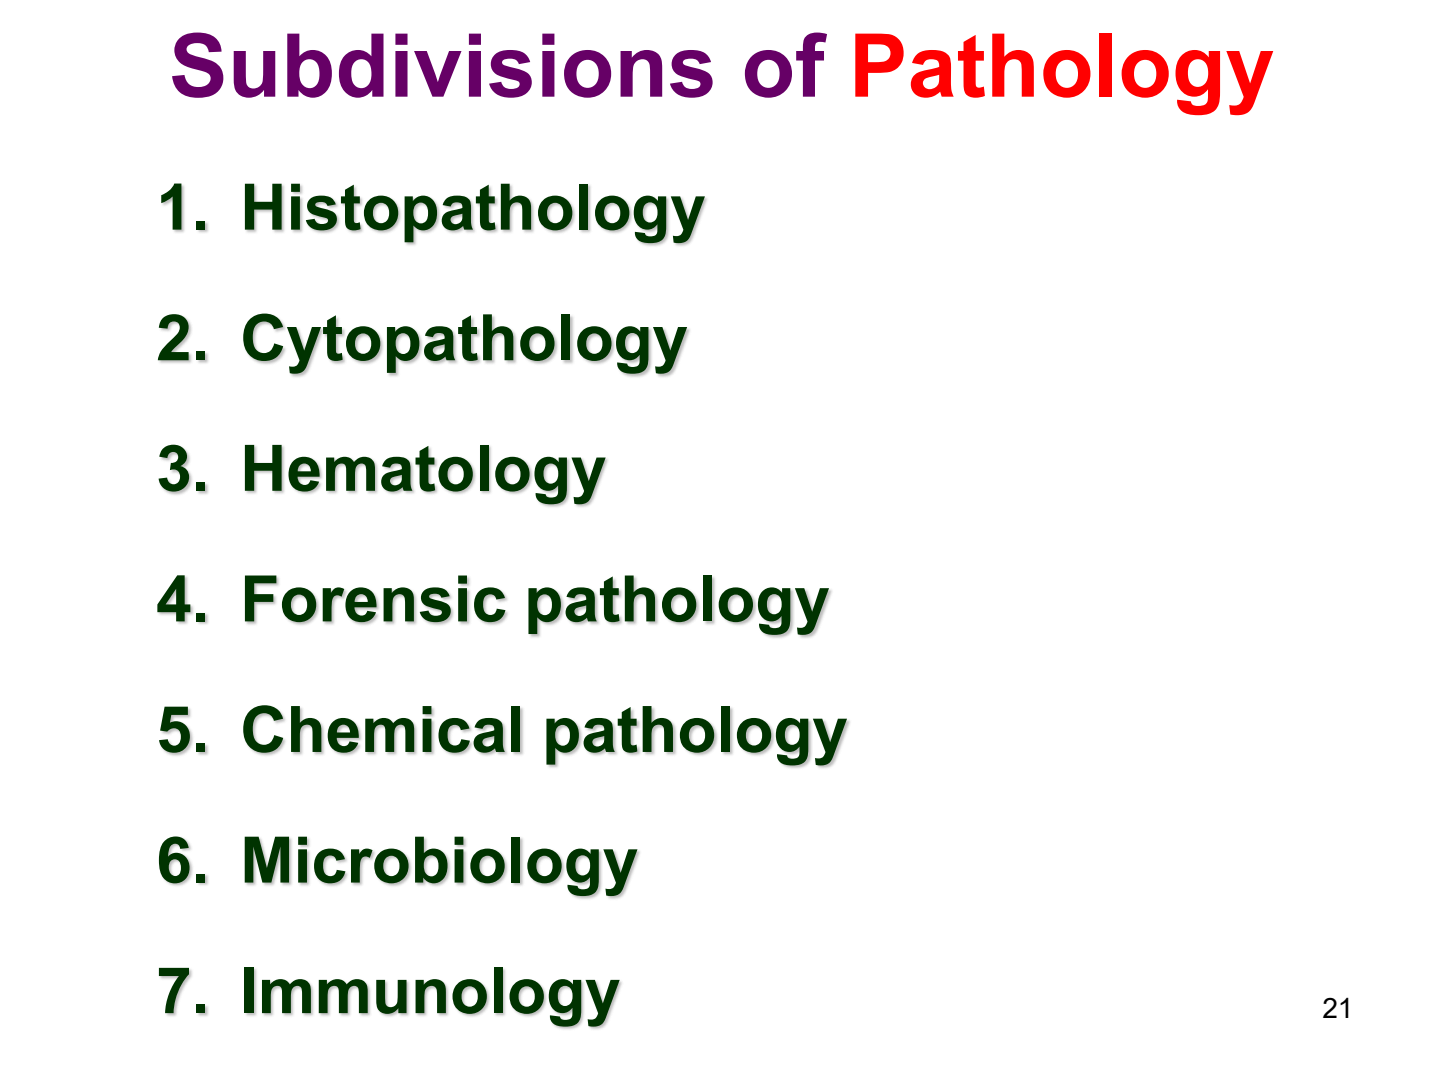 Subdivisions of Pathology
1. Histopathology
2. Cytopathology
3. Hematology
4. Forensic pathology
5. Chemical pathology
6. Microbiology
7. Immunology
21